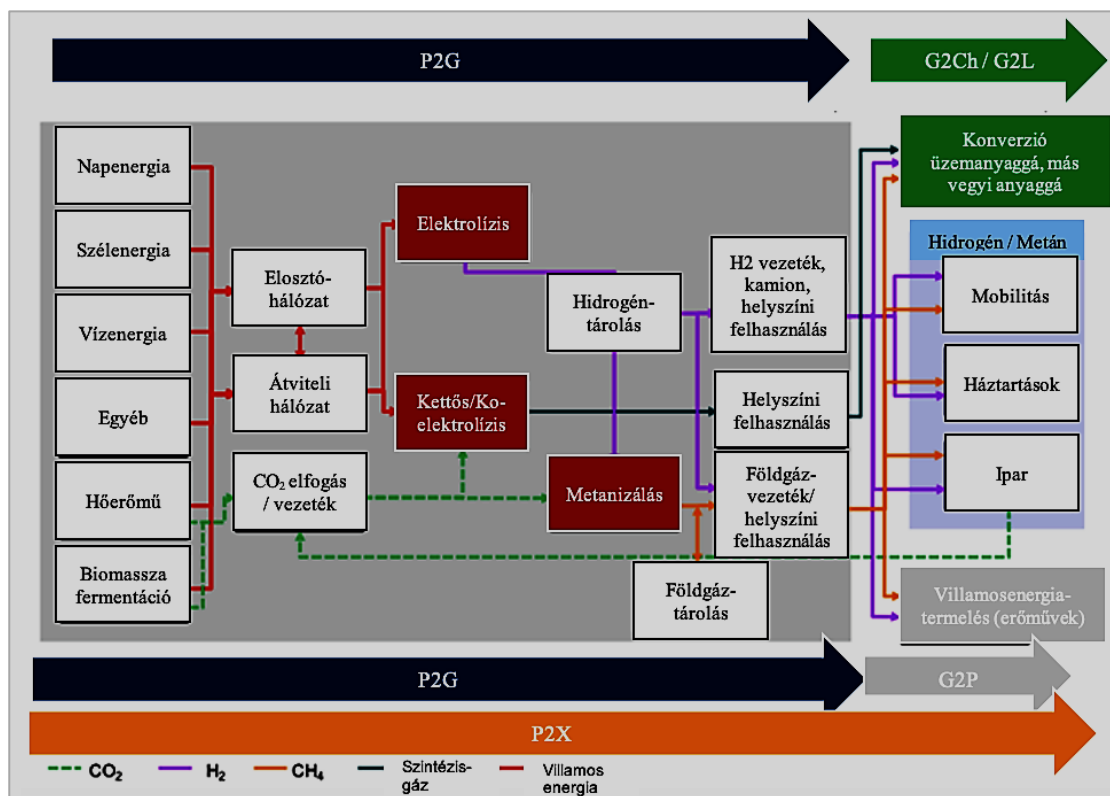 P2G
G2Ch / G2L
Napenergia
Szélenergia
Vízenergia
Egyéb
Hőerőmű
Biomassza
fermentáció
Elosztó-
hálózat
Átviteli
hálózat
CO₂ elfogás
/ vezeték
Elektrolízis
Kettős/Ko-
elektrolízis
Hidrogén-
tárolás
Metanizálás
Földgáz-
tárolás
H2 vezeték,
kamion,
helyszíni
felhasználás
Helyszíni
felhasználás
Földgáz-
vezeték/
helyszíni
felhasználás
Konverzió
üzemanyaggá, más
vegyi anyaggá
Hidrogén / Metán
Mobilitás
Háztartások
Ipar
Villamosenergia-
termelés (erőművek)
P2G
G2P
P2X
CO₂
H₂
CH₄
Szintézis-
gáz
Villamos
energia